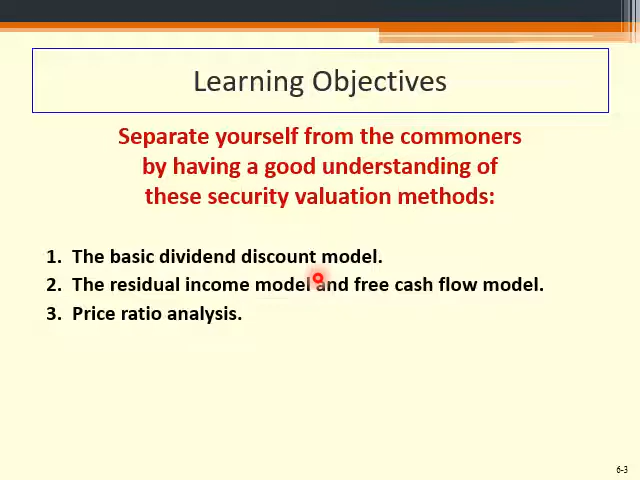 Learning Objectives
Separate yourself from the commoners
by having a good understanding of
these security valuation methods:
1. The basic dividend discount model.
2. The residual income model and free cash flow model.
3. Price ratio analysis.
6-3